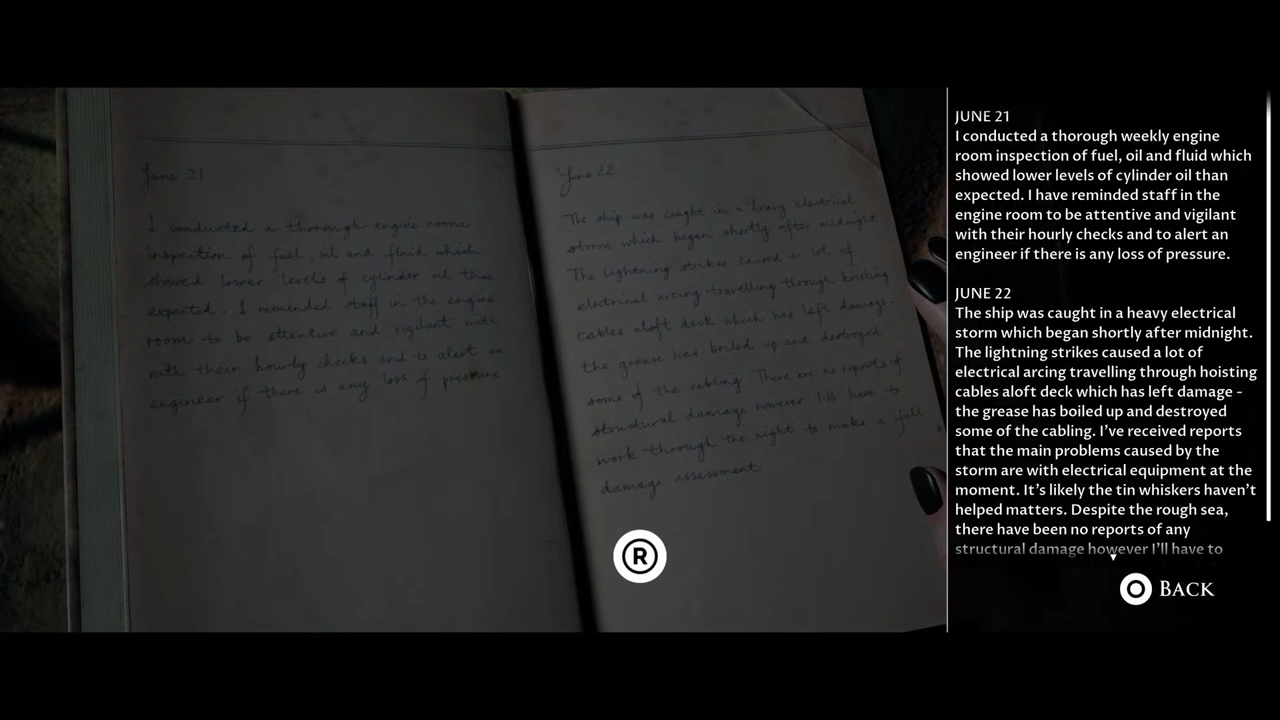 June 21
I conducted a thorough engine room
inspection of fuel, oil and fluid which
showed lower levels of cylinder oil than
expected. I reminded staff in the engine
room to be attentive and vigilant with
with their hourly checks and to alert an
engineer if there is any loss of pressure
June 22
The ship was caught in a heavy electrical
storm which began shortly after midnight
The lightning strikes caused a lot of
electrical arcing travelling through hoisting
cables aloft deck which has left damage-
the grease has boiled up and destroyed
some of the cabling There are no reports of
structural damage however I'll have to
work through the night to make a full
damage assessment
R
JUNE 21
I conducted a thorough weekly engine
room inspection of fuel, oil and fluid which
showed lower levels of cylinder oil than
expected. I have reminded staff in the
engine room to be attentive and vigilant
with their hourly checks and to alert an
engineer if there is any loss of pressure.
JUNE 22
The ship was caught in a heavy electrical
storm which began shortly after midnight.
The lightning strikes caused a lot of
electrical arcing travelling through hoisting
cables aloft deck which has left damage -
the grease has boiled up and destroyed
some of the cabling. I've received reports
that the main problems caused by the
storm are with electrical equipment at the
moment. It's likely the tin whiskers haven't
helped matters. Despite the rough sea,
there have been no reports of any
structural damage however I'll have to
BACK